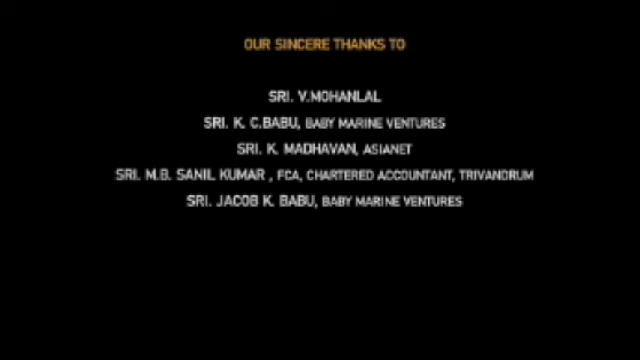 OUR SINCERE THANKS TO
SRI. V.MOHANLAL
SRI. K. C.BABU, BABY MARINE VENTURES
SRI. K. MADHAVAN, ASIANET
SRI. M.B. SANIL KUMAR , FCA, CHARTERED ACCOUNTANT, TRIVANDRUM
SRI. JACOB K. BABU, BABY MARINE VENTURES